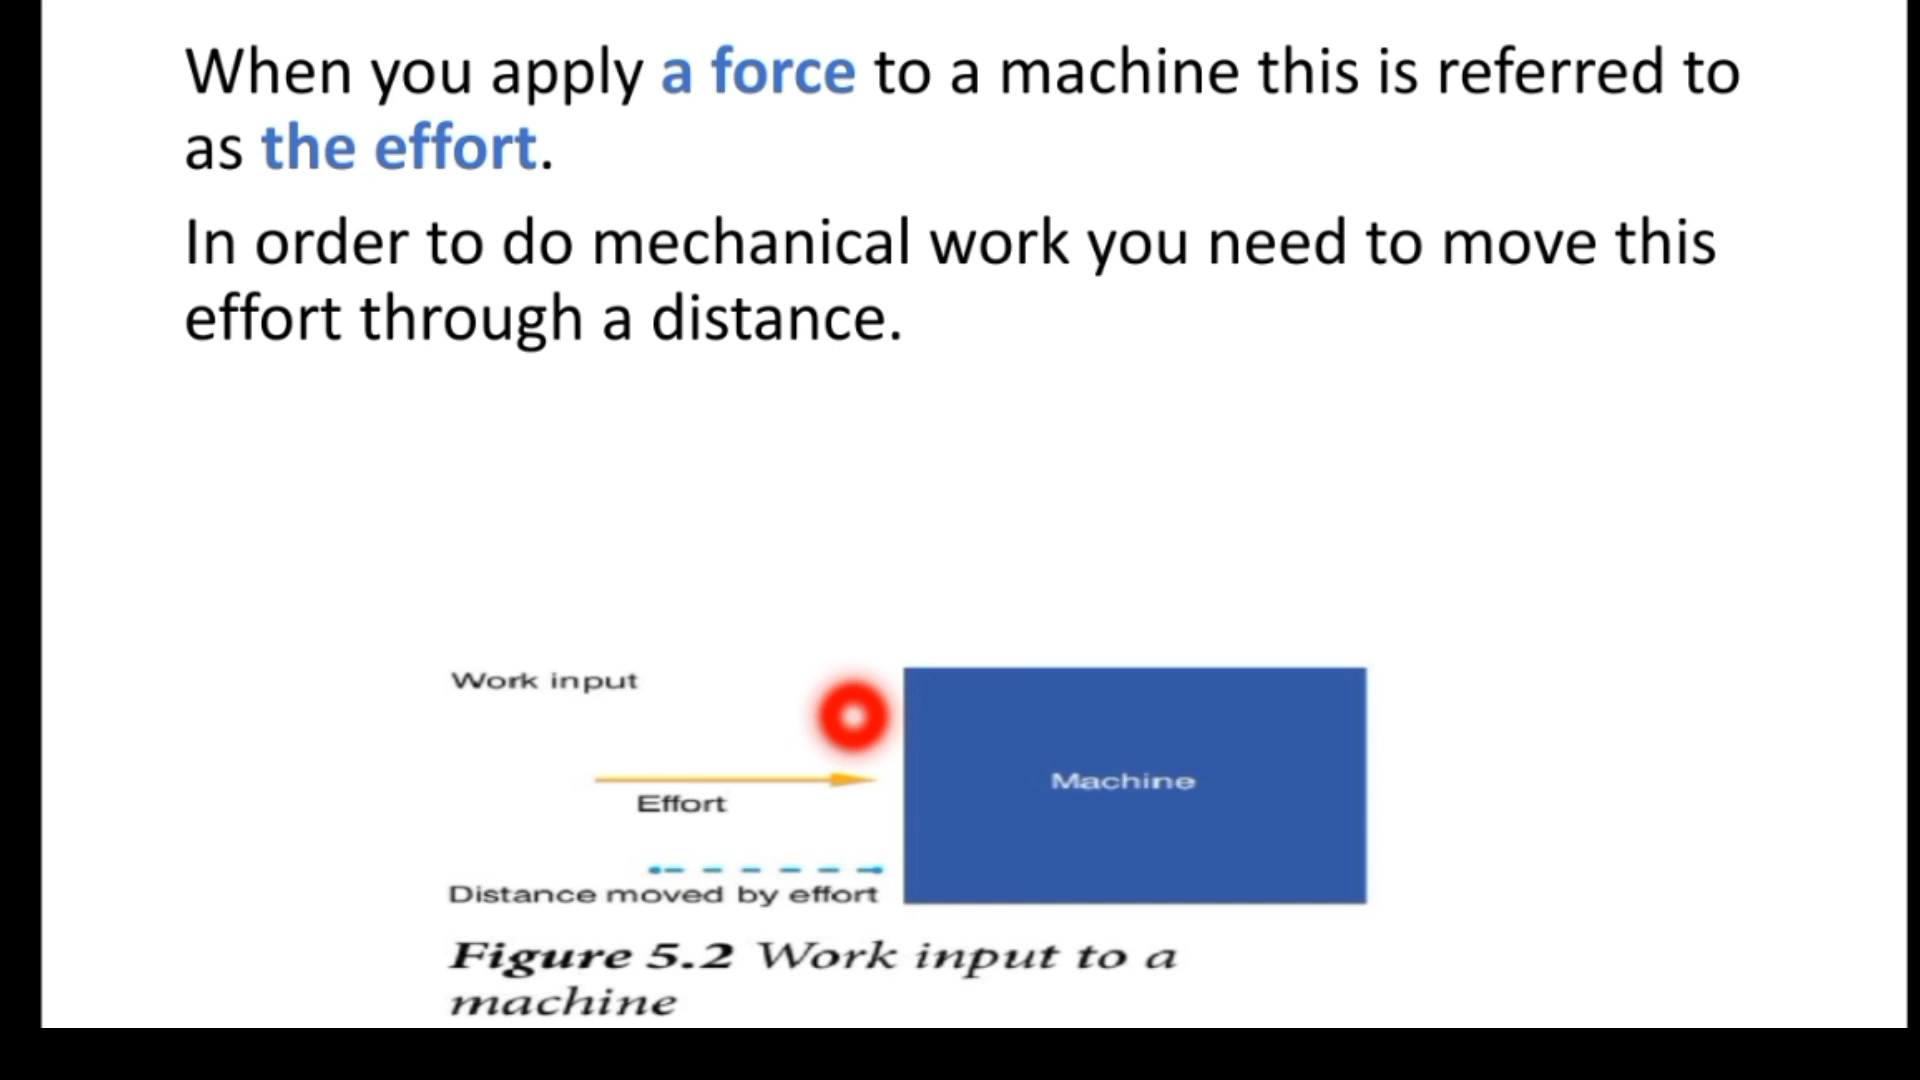 When you apply a force to a machine this is referred to
as the effort.
In order to do mechanical work you need to move this
effort through a distance.
Work input
Machine
Effort
Distance moved by effort
Figure 5.2 Work input to a
machine